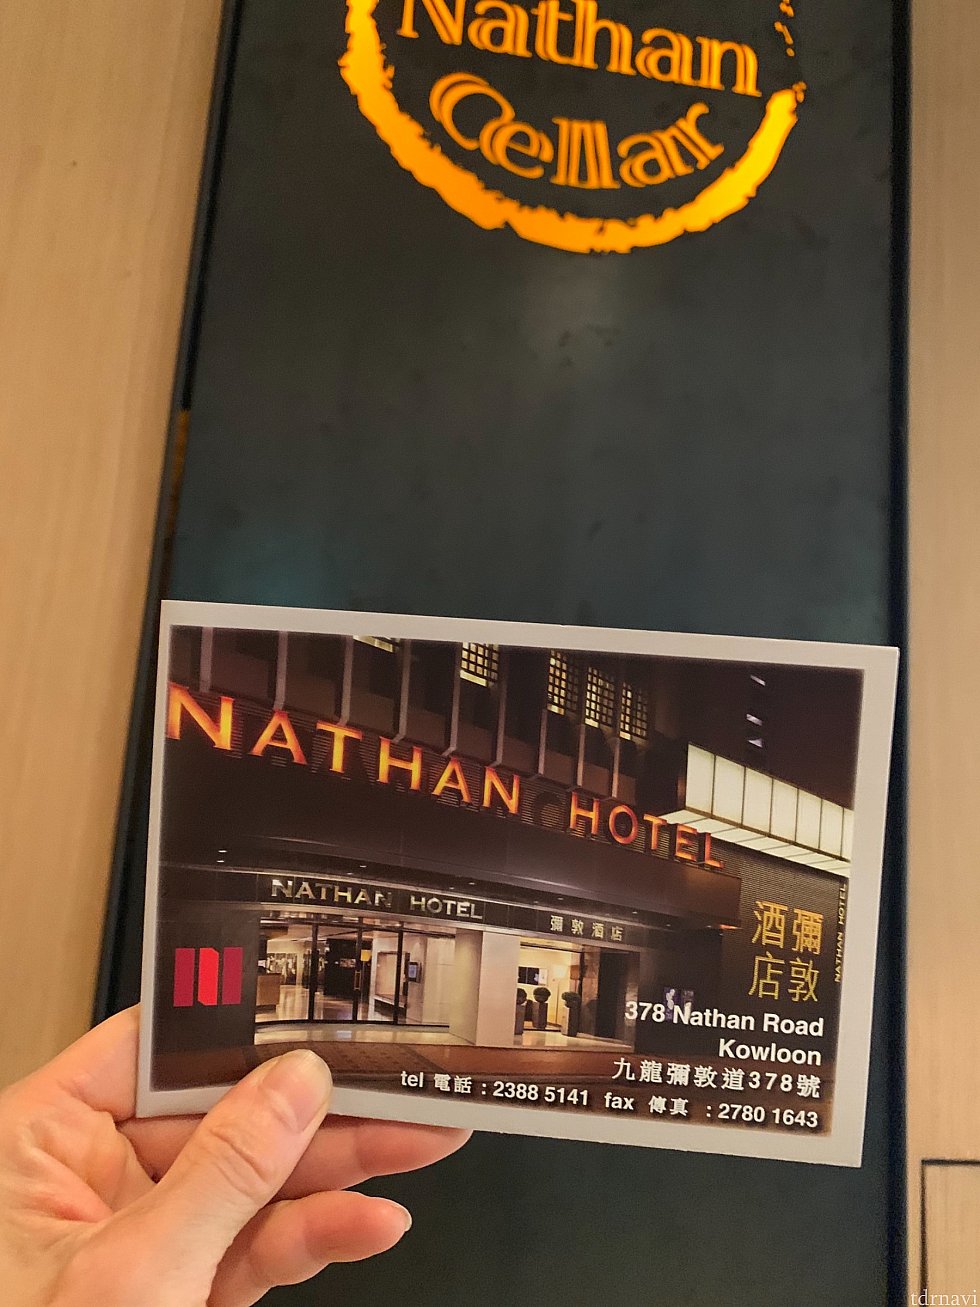 Nathan
Cellar
NATHAN HOTEL
NATHAN HOTEL
彌敦酒店
彌敦
酒店
NATHAN HOTEL
378 Nathan Road
Kowloon
九龍彌敦道378號
tel 電話 : 2388 5141 fax 傳真 : 2780 1643
tdrnavi